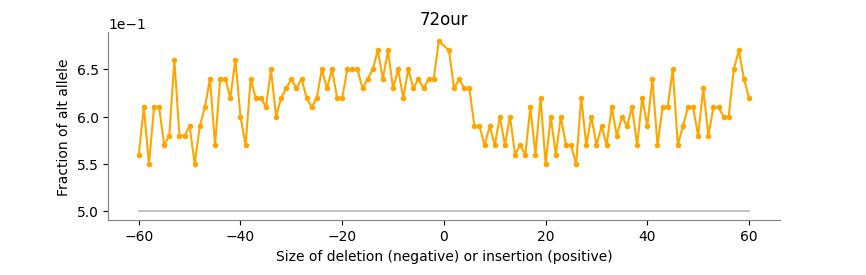 72our
1e−1
Fraction of alt allele
6.5
6.0
5.5
5.0
−60 −40 −20 0 20 40 60
Size of deletion (negative) or insertion (positive)